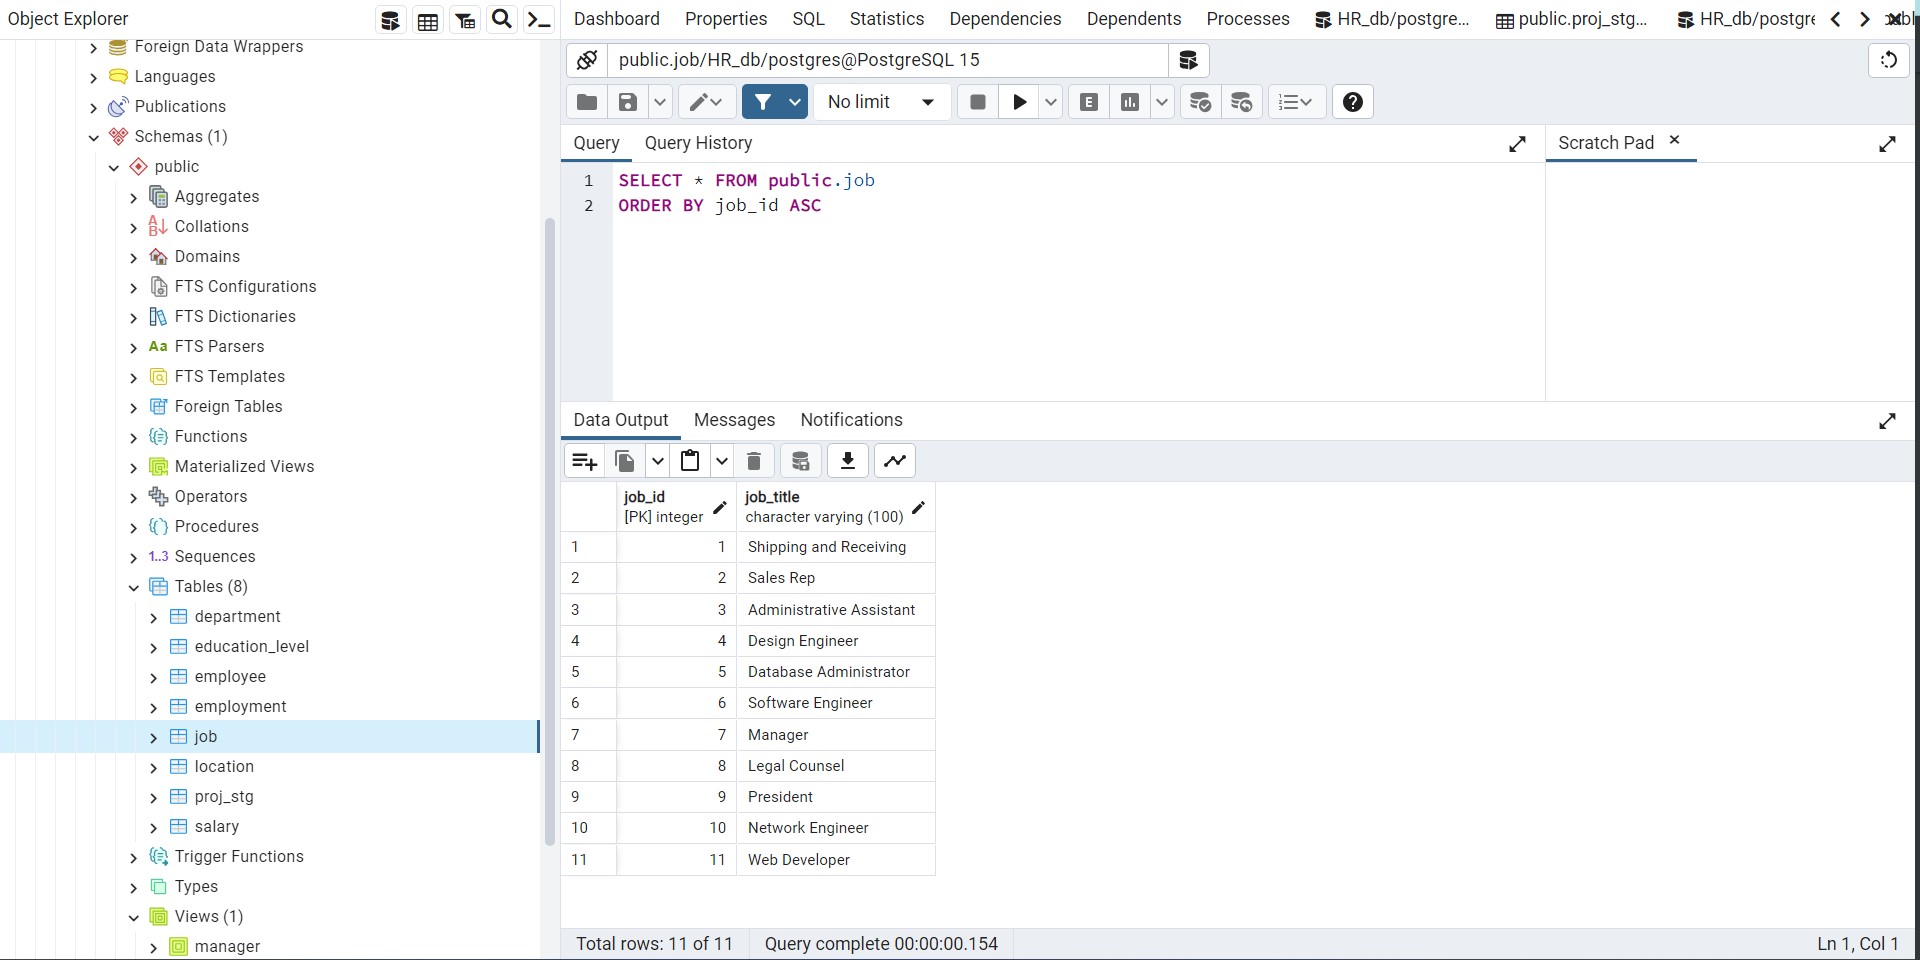 Object Explorer
Foreign Data Wrappers
Languages
Publications
Schemas (1)
public
Aggregates
Collations
Domains
FTS Configurations
FTS Dictionaries
Aa FTS Parsers
FTS Templates
Foreign Tables
Functions
Materialized Views
Operators
Procedures
1..3 Sequences
Tables (8)
department
education_level
employee
employment
job
location
proj_stg
salary
Trigger Functions
Types
Views (1)
manager
Dashboard Properties SQL Statistics Dependencies Dependents Processes HR_db/postgre... public.proj_stg... HR_db/postgre
public.job/HR_db/postgres@PostgreSQL 15
No limit
E
Query Query History
Scratch Pad
1 SELECT * FROM public.job
2 ORDER BY job_id ASC
Data Output Messages Notifications
job_id job_title
[PK] integer character varying (100)
1 1 Shipping and Receiving
2 2 Sales Rep
3 3 Administrative Assistant
4 4 Design Engineer
5 5 Database Administrator
6 6 Software Engineer
7 7 Manager
8 8 Legal Counsel
9 9 President
10 10 Network Engineer
11 11 Web Developer
Total rows: 11 of 11 Query complete 00:00:00.154 Ln 1, Col 1